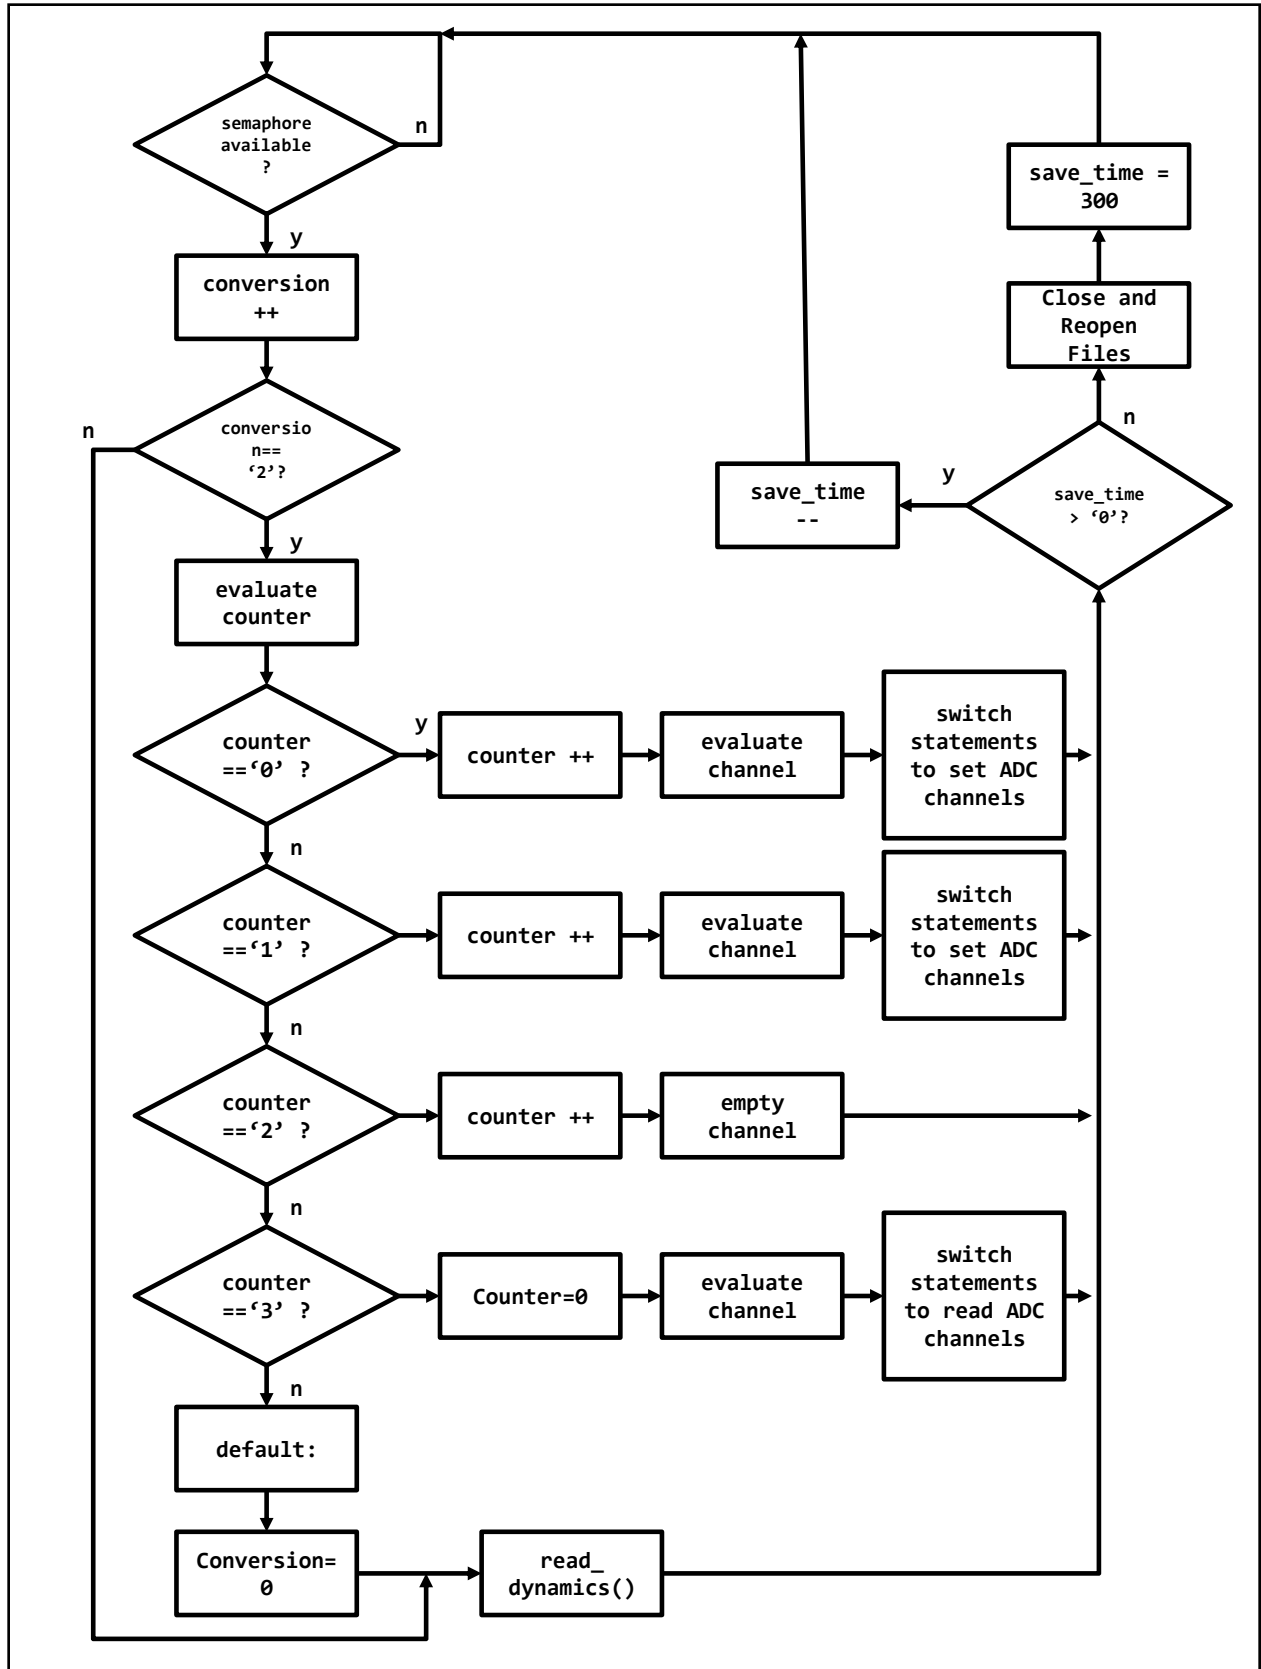 semaphore
available
?
n
y
conversion
++
n
conversio
n==
‘2’?
y
evaluate
counter
counter
==‘0’ ?
y
counter ++
evaluate
channel
switch
statements
to set ADC
channels
n
counter
==‘1’ ?
counter ++
evaluate
channel
switch
statements
to set ADC
channels
n
counter
==‘2’ ?
counter ++
empty
channel
n
counter
==‘3’ ?
Counter=0
evaluate
channel
switch
statements
to read ADC
channels
n
default:
Conversion=
0
read_
dynamics()
save_time
> ‘0’?
y
save_time
--
n
Close and
Reopen
Files
save_time =
300